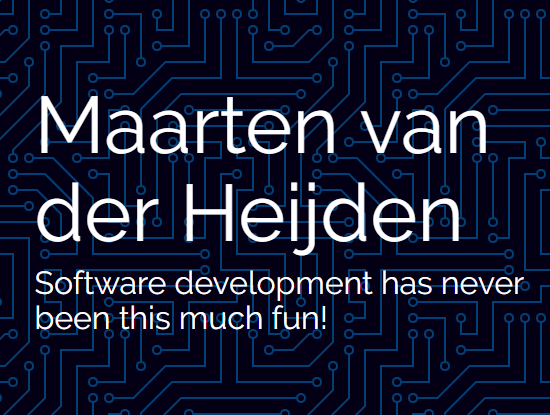 Maarten van
der Heijden
Software development has never
been this much fun!